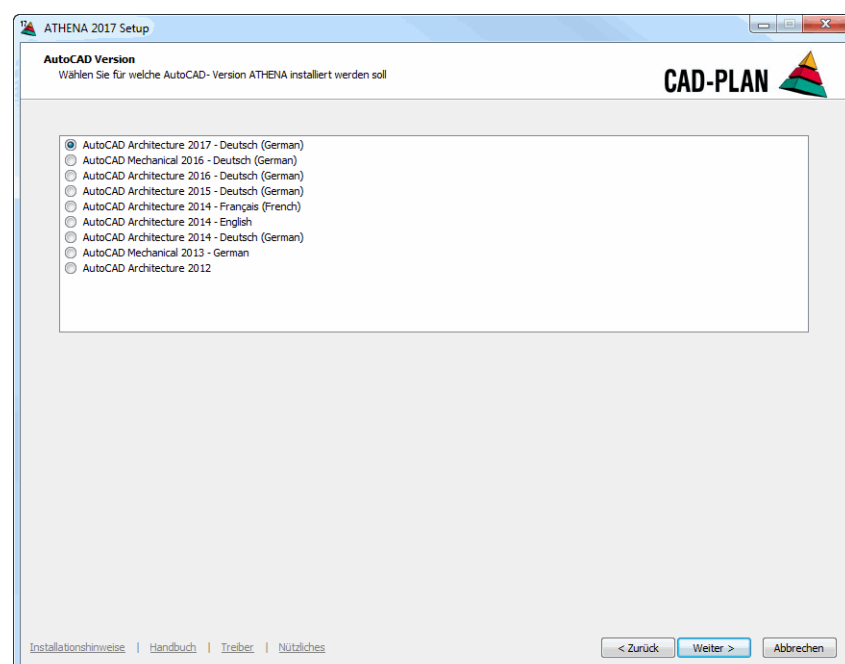 ATHENA 2017 Setup
AutoCAD Version
Wählen Sie für welche AutoCAD- Version ATHENA installiert werden soll
CAD-PLAN
AutoCAD Architecture 2017 - Deutsch (German)
AutoCAD Mechanical 2016 - Deutsch (German)
AutoCAD Architecture 2016 - Deutsch (German)
AutoCAD Architecture 2015 - Deutsch (German)
AutoCAD Architecture 2014 - Français (French)
AutoCAD Architecture 2014 - English
AutoCAD Architecture 2014 - Deutsch (German)
AutoCAD Mechanical 2013 - German
AutoCAD Architecture 2012
Installationshinweise | Handbuch | Treiber | Nützliches
< Zurück Weiter > Abbrechen